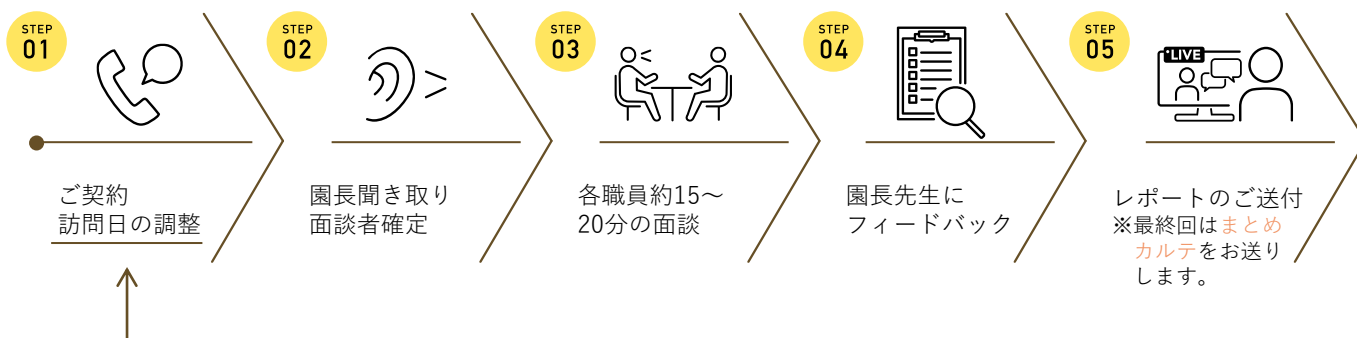 STEP
01
ご契約
訪問日の調整
STEP
02
園長聞き取り
面談者確定
STEP
03
各職員約15〜
20分の面談
STEP
04
園長先生に
フィードバック
STEP
05
LIVE
レポートのご送付
※最終回はまとめ
カルテをお送り
します。